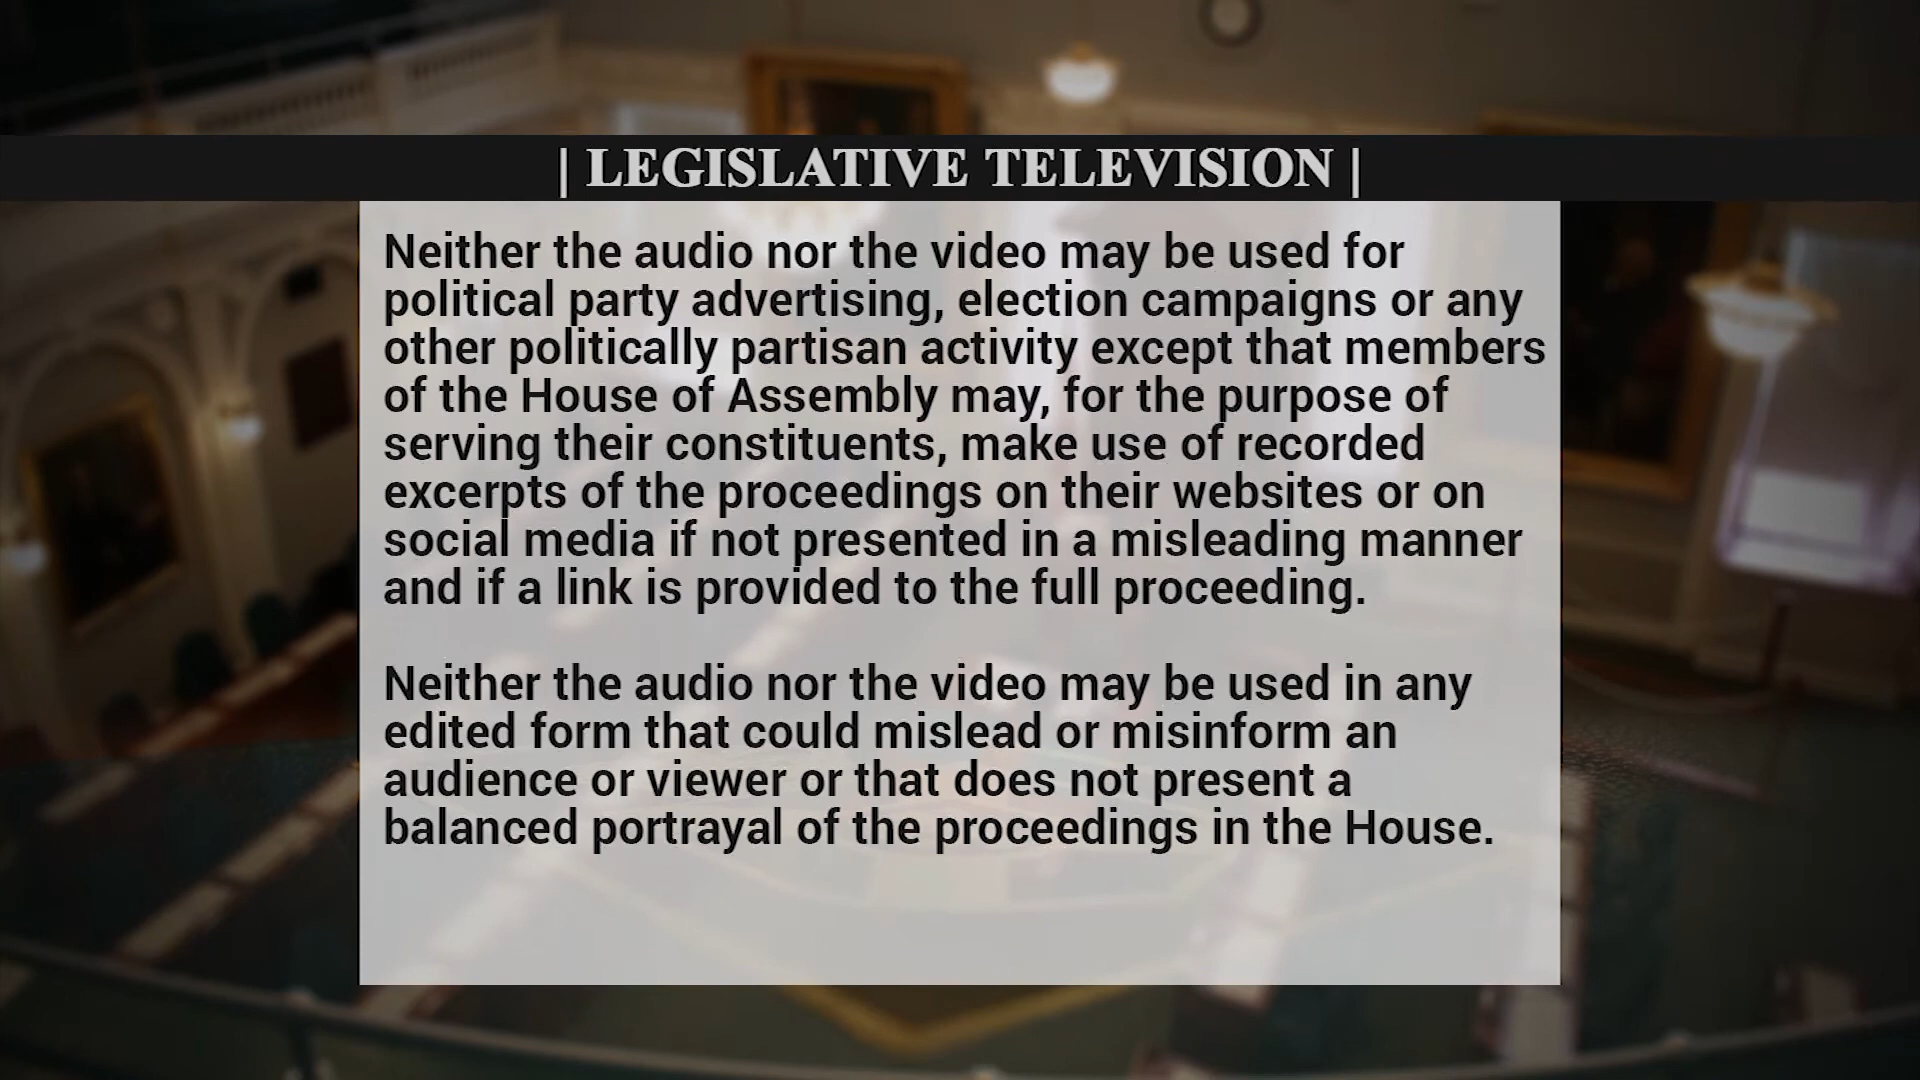 | LEGISLATIVE TELEVISION |
Neither the audio nor the video may be used for
political party advertising, election campaigns or any
other politically partisan activity except that members
of the House of Assembly may, for the purpose of
serving their constituents, make use of recorded
excerpts of the proceedings on their websites or on
social media if not presented in a misleading manner
and if a link is provided to the full proceeding.
Neither the audio nor the video may be used in any
edited form that could mislead or misinform an
audience or viewer or that does not present a
balanced portrayal of the proceedings in the House.